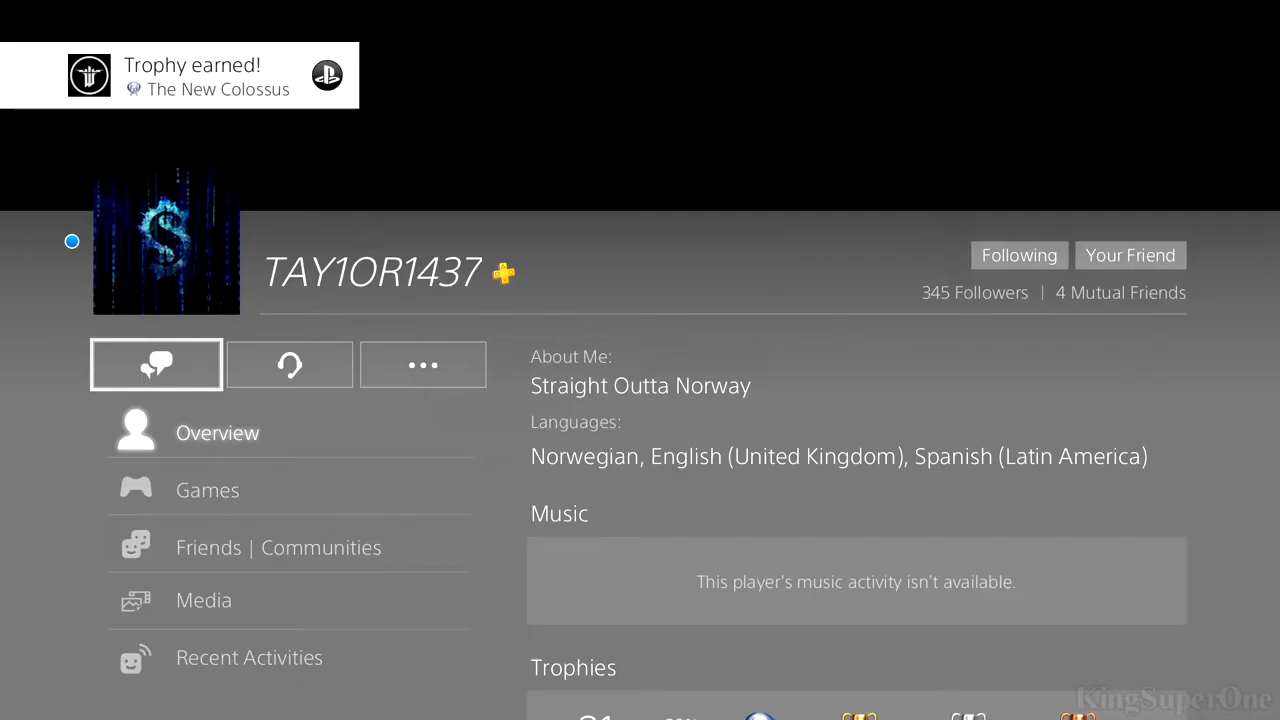 Trophy earned!
The New Colossus
TAY1OR1437
Following
Your Friend
345 Followers | 4 Mutual Friends
About Me:
Straight Outta Norway
Overview
Languages:
Norwegian, English (United Kingdom), Spanish (Latin America)
Games
Music
Friends | Communities
This player's music activity isn't available.
Media
Recent Activities
Trophies
KingSuperOne